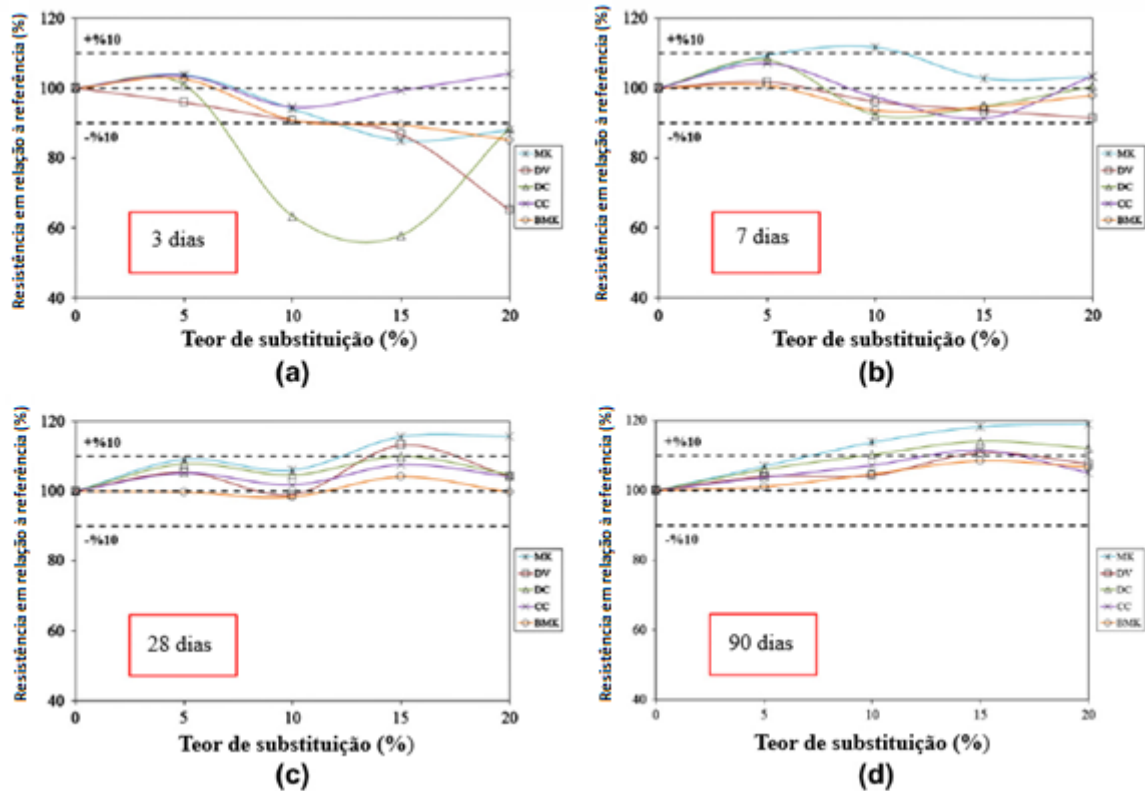 Resistência em relação à referência (%)
120
100
80
60
40
+%10
-%10
3 dias
MK
DV
DC
CC
BMK
0 5 10 15 20
Teor de substituição (%)
(a)
Resistência em relação à referência (%)
120
100
80
60
40
+%10
-%10
7 dias
MK
DV
DC
CC
BMK
0 5 10 15 20
Teor de substituição (%)
(b)
Resistência em relação à referência (%)
120
100
80
60
40
+%10
-%10
28 dias
MK
DV
DC
CC
BMK
0 5 10 15 20
Teor de substituição (%)
(c)
Resistência em relação à referência (%)
120
100
80
60
40
+%10
-%10
90 dias
MK
DV
DC
CC
BMK
0 5 10 15 20
Teor de substituição (%)
(d)